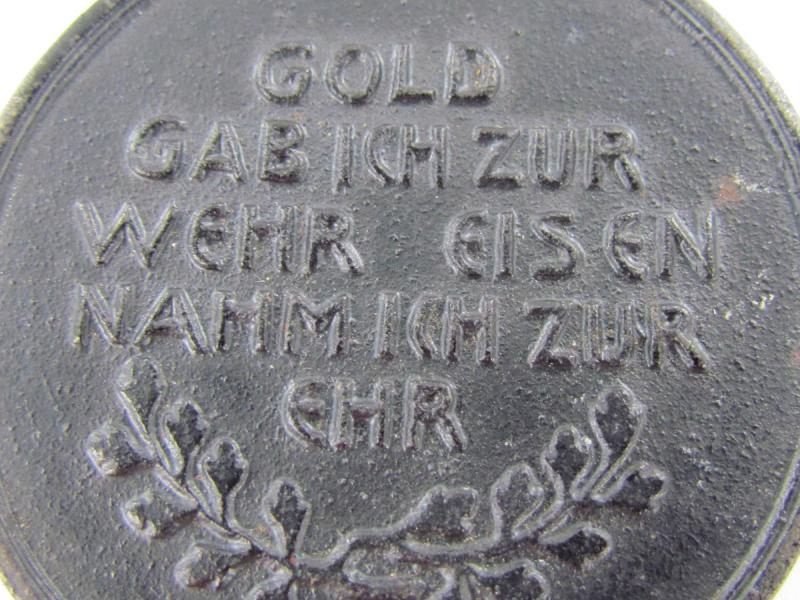 GOLD
GAB ICH ZUR
WEHR EISEN
NAHM ICH ZUR
EHR